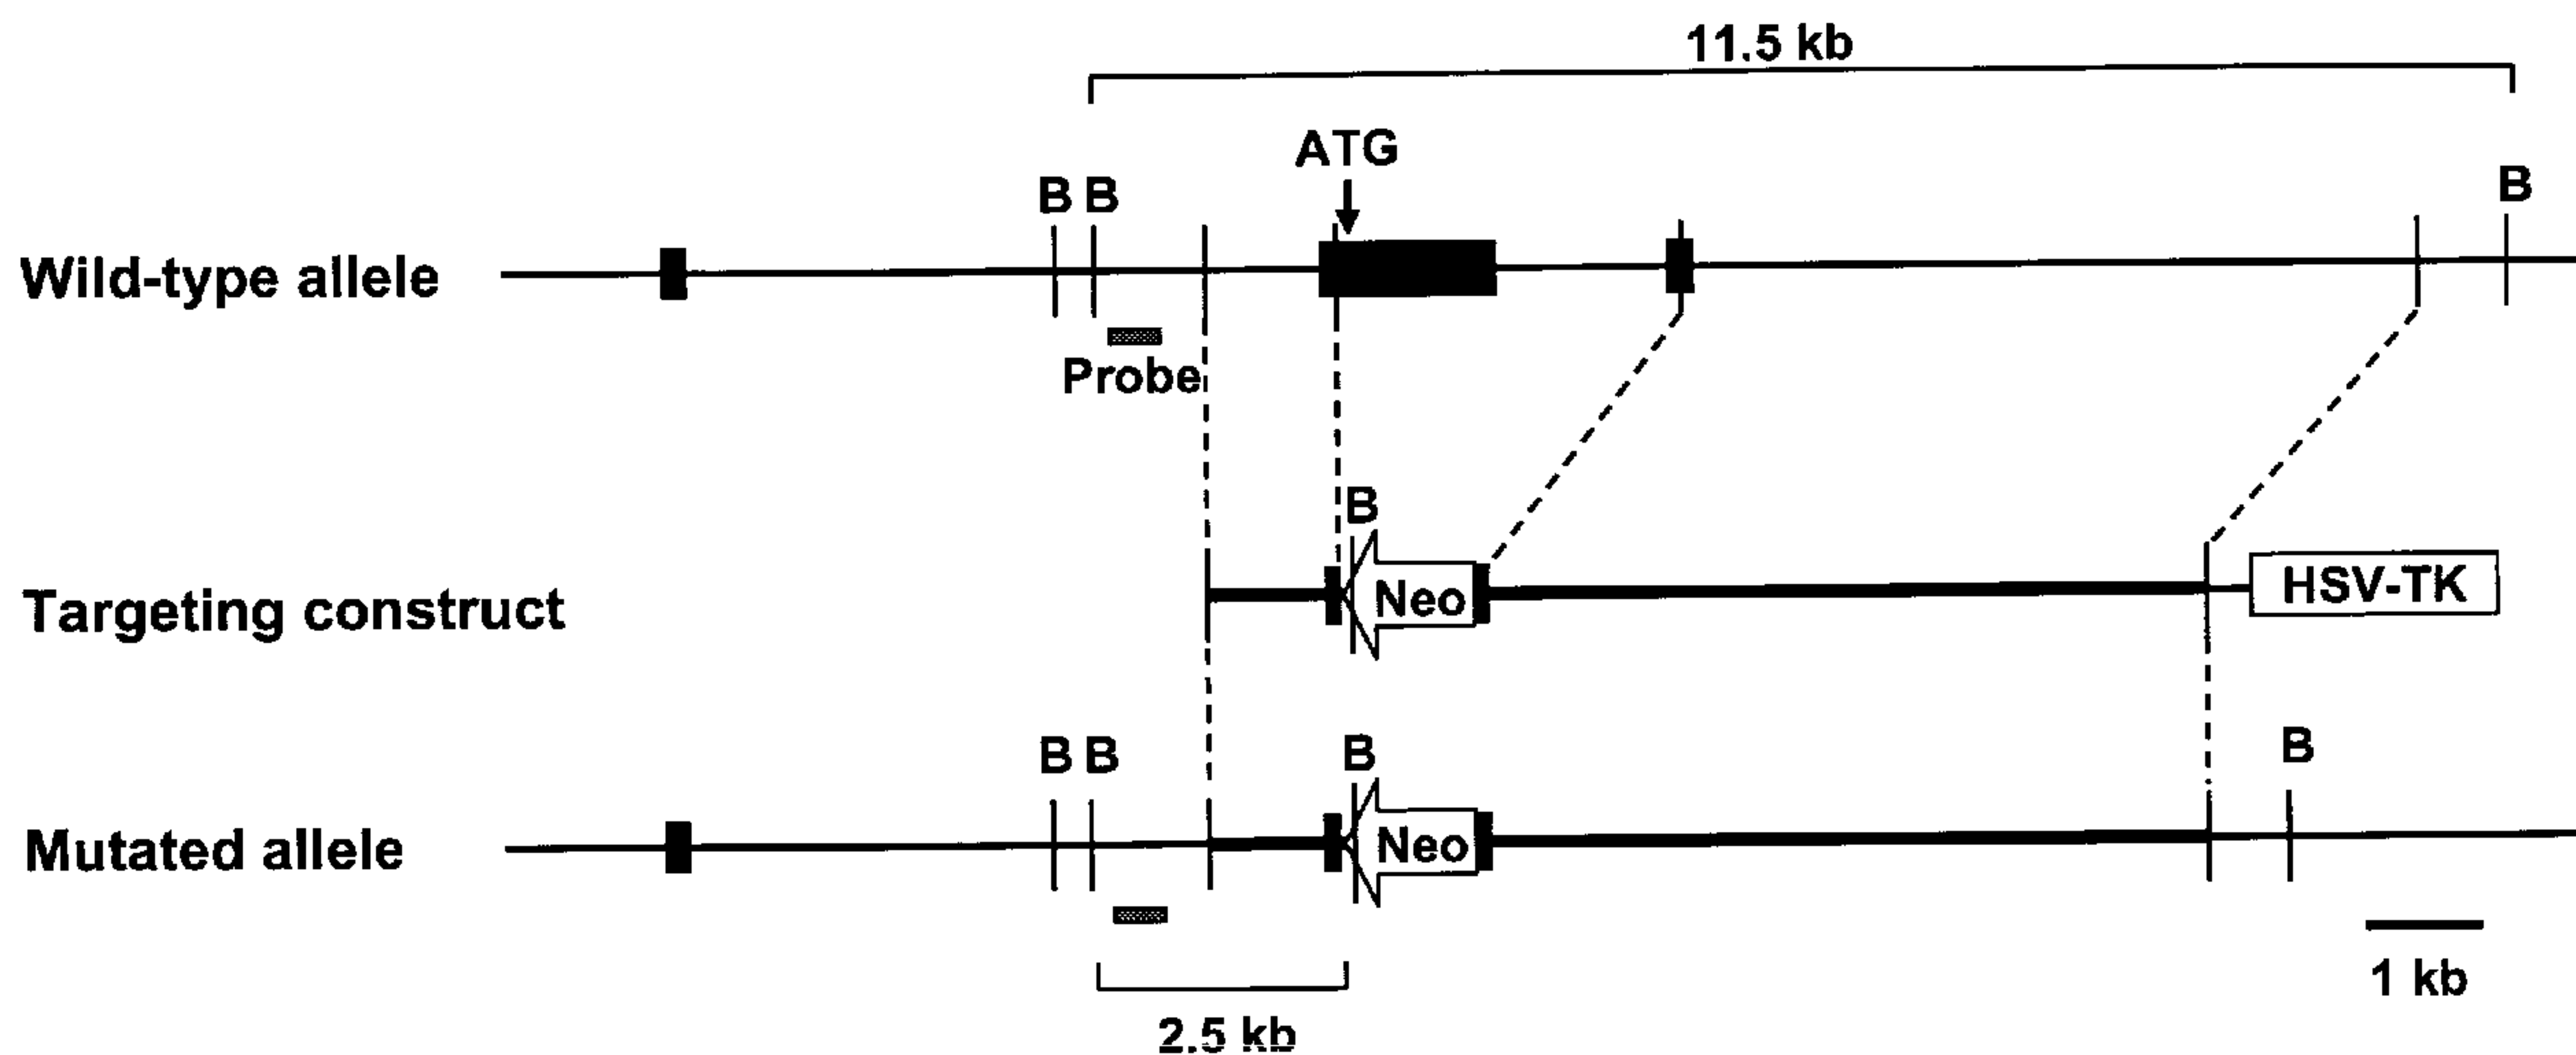 11.5 kb
ATG
B B
B
Wild-type allele
Probe
B
Neo
HSV-TK
Targeting construct
B B
B
B
Mutated allele
Neo
1 kb
2.5 kb